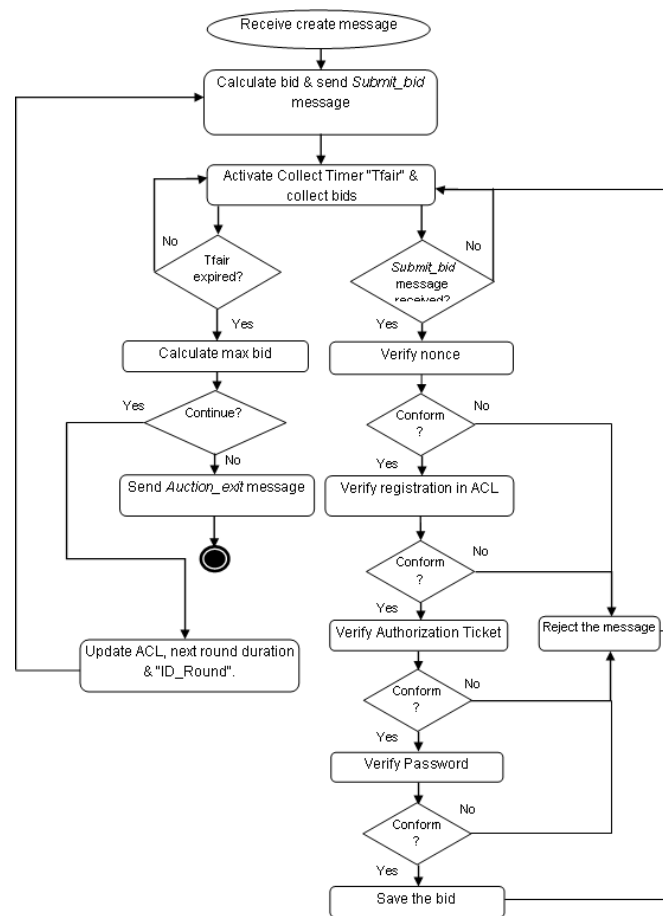 Receive create message
Calculate bid & send Submit_bid
message
Activate Collect Timer "Tfair" &
collect bids
No
No
Tfair
expired?
Submit_bid
message
received?
Yes
Yes
Calculate max bid
Verify nonce
Yes
Continue?
Conform
?
No
No
Yes
Send Auction_exit message
Verify registration in ACL
Conform
?
No
Yes
Update ACL, next round duration
& "ID_Round".
Verify Authorization Ticket
Reject the message
Conform
?
No
Yes
Verify Password
Conform
?
No
Yes
Save the bid